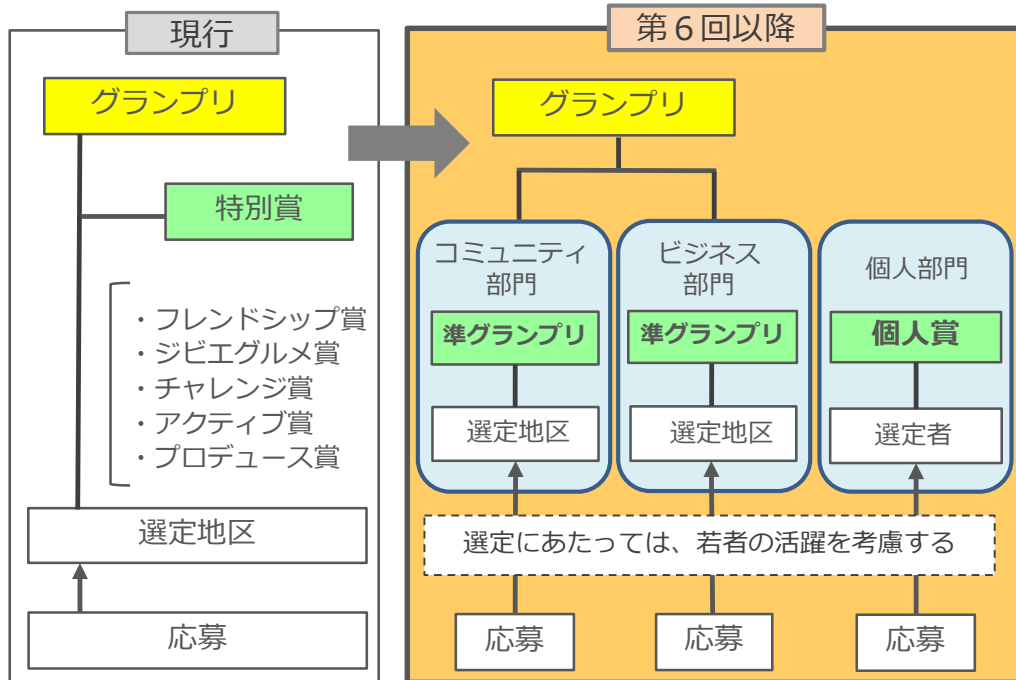 現行
グランプリ
特別賞
・フレンドシップ賞
・ジビエグルメ賞
・チャレンジ賞
・アクティブ賞
・プロデュース賞
選定地区
応募
第６回以降
グランプリ
コミュニティ
部門
準グランプリ
選定地区
ビジネス
部門
準グランプリ
選定地区
個人部門
個人賞
選定者
選定にあたっては、若者の活躍を考慮する
応募
応募
応募